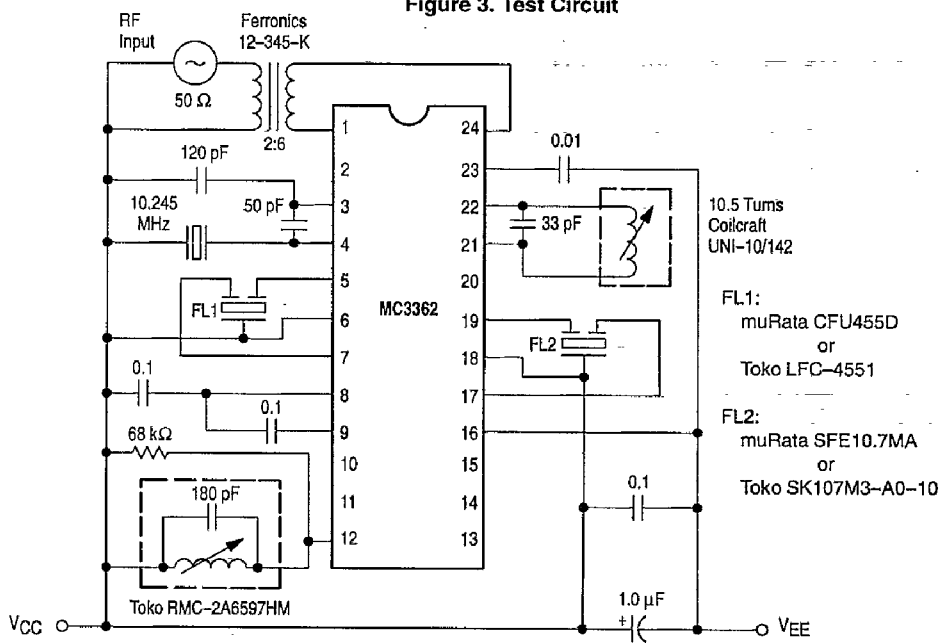 Figure 3. Test Circuit
RF
Input
Ferronics
12–345–K
50 Ω
2:6
120 pF
10.245
MHz
50 pF
FL1
0.1
0.1
68 kΩ
180 pF
Toko RMC–2A6597HM
1
2
3
4
5
6
7
8
9
10
11
12
MC3362
24
23
22
21
20
19
18
17
16
15
14
13
0.01
33 pF
10.5 Turns
Coilcraft
UNI–10/142
FL2
FL1:
muRata CFU455D
or
Toko LFC–4551
FL2:
muRata SFE10.7MA
or
Toko SK107M3–A0–10
0.1
1.0 µF
+
VCC
VEE